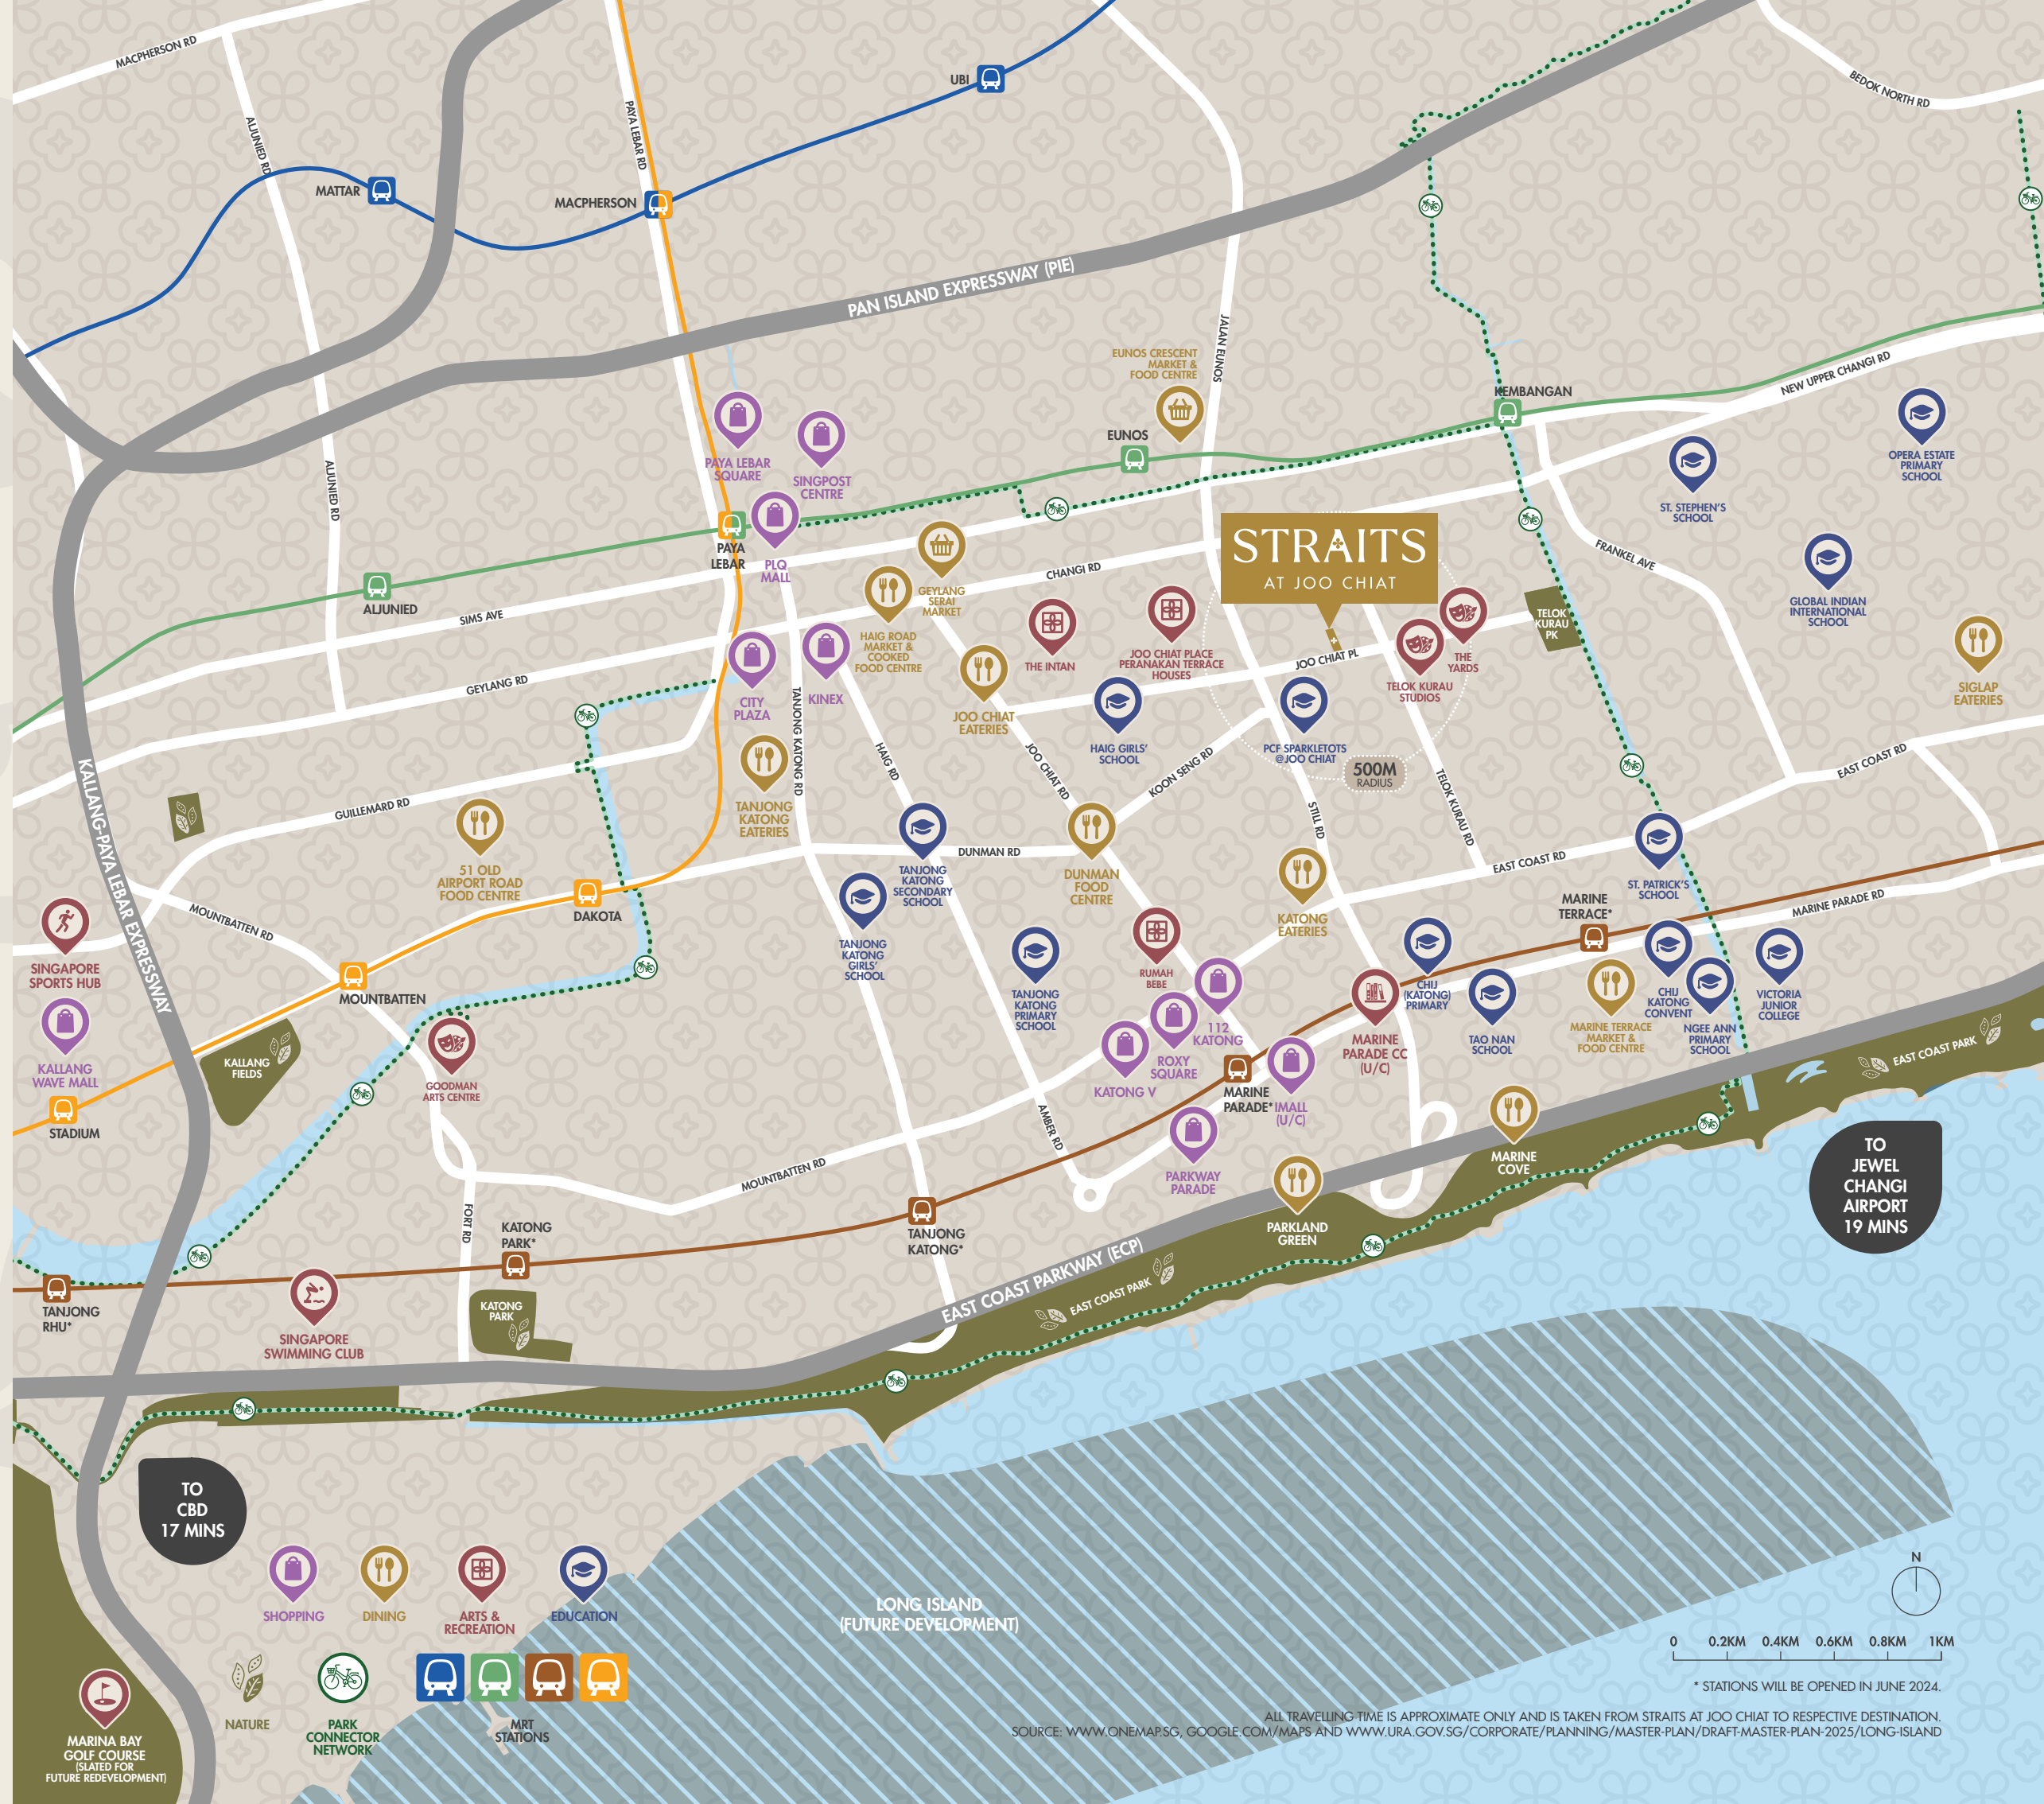 MACPHERSON RD
ALJUNIED RD
PAYA LEBAR RD
UBI
BEDOK NORTH RD
MATTAR
MACPHERSON
PAN ISLAND EXPRESSWAY (PIE)
JALAN EUNOS
EUNOS CRESCENT
MARKET &
FOOD CENTRE
KEMBANGAN
NEW UPPER CHANGI RD
EUNOS
OPERA ESTATE
PRIMARY
SCHOOL
PAYA LEBAR
SQUARE
SINGPOST
CENTRE
ST. STEPHEN'S
SCHOOL
ALJUNIED RD
PAYA
LEBAR
PLQ
MALL
STRAITS
AT JOO CHIAT
FRANKEL AVE
ALJUNIED
CHANGI RD
GEYLANG
SERAI
MARKET
GLOBAL INDIAN
INTERNATIONAL
SCHOOL
SIMS AVE
HAIG ROAD
MARKET &
COOKED
FOOD CENTRE
THE INTAN
JOO CHIAT PLACE
PERANAKAN TERRACE
HOUSES
JOO CHIAT PL
THE
YARDS
TELOK KURAU
STUDIOS
TELOK
KURAU
PK
GEYLANG RD
CITY
PLAZA
KINEX
JOO CHIAT
EATERIES
SIGLAP
EATERIES
TANJONG KATONG RD
HAIG RD
JOO CHIAT RD
HAIG GIRLS'
SCHOOL
KOON SENG RD
PCF SPARKLETOTS
@JOO CHIAT
500M
RADIUS
EAST COAST RD
KALLANG-PAYA LEBAR EXPRESSWAY
GUILLEMARD RD
TANJONG
KATONG
EATERIES
STILL RD
TELOK KURAU RD
51 OLD
AIRPORT ROAD
FOOD CENTRE
TANJONG
KATONG
SECONDARY
SCHOOL
DUNMAN RD
DUNMAN
FOOD
CENTRE
EAST COAST RD
ST. PATRICK'S
SCHOOL
MOUNTBATTEN RD
DAKOTA
KATONG
EATERIES
MARINE
TERRACE*
MARINE PARADE RD
SINGAPORE
SPORTS HUB
TANJONG
KATONG
GIRLS'
SCHOOL
TANJONG
KATONG
PRIMARY
SCHOOL
RUMAH
BEBE
CHIJ
(KATONG)
PRIMARY
MOUNTBATTEN
CHIJ
KATONG
CONVENT
VICTORIA
JUNIOR
COLLEGE
KALLANG
WAVE MALL
KALLANG
FIELDS
GOODMAN
ARTS CENTRE
112
KATONG
ROXY
SQUARE
KATONG V
MARINE
PARADE CC
(U/C)
TAO NAN
SCHOOL
MARINE TERRACE
MARKET &
FOOD CENTRE
NGEE ANN
PRIMARY
SCHOOL
EAST COAST PARK
STADIUM
MARINE
PARADE*
IMALL
(U/C)
AMBER RD
MOUNTBATTEN RD
PARKWAY
PARADE
MARINE
COVE
TO
JEWEL
CHANGI
AIRPORT
19 MINS
FORT RD
KATONG
PARK*
TANJONG
KATONG*
PARKLAND
GREEN
EAST COAST PARKWAY (ECP)
EAST COAST PARK
TANJONG
RHU*
KATONG
PARK
SINGAPORE
SWIMMING CLUB
TO
CBD
17 MINS
LONG ISLAND
(FUTURE DEVELOPMENT)
SHOPPING
DINING
ARTS &
RECREATION
EDUCATION
NATURE
PARK
CONNECTOR
NETWORK
MRT
STATIONS
MARINA BAY
GOLF COURSE
(SLATED FOR
FUTURE REDEVELOPMENT)
N
0 0.2KM 0.4KM 0.6KM 0.8KM 1KM
* STATIONS WILL BE OPENED IN JUNE 2024.
ALL TRAVELLING TIME IS APPROXIMATE ONLY AND IS TAKEN FROM STRAITS AT JOO CHIAT TO RESPECTIVE DESTINATION.
SOURCE: WWW.ONEMAP.SG, GOOGLE.COM/MAPS AND WWW.URA.GOV.SG/CORPORATE/PLANNING/MASTER-PLAN/DRAFT-MASTER-PLAN-2025/LONG-ISLAND